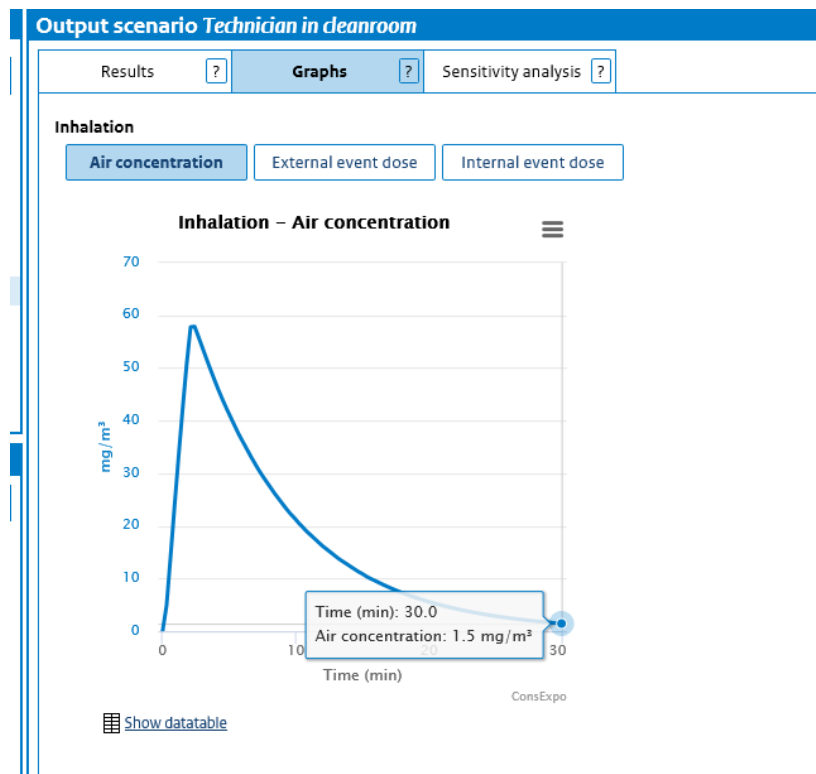 Output scenario Technician in cleanroom
Results ? Graphs ? Sensitivity analysis ?
Inhalation
Air concentration External event dose Internal event dose
Inhalation – Air concentration
70
60
50
40
30
20
10
0
mg/m³
Time (min): 30.0
Air concentration: 1.5 mg/m³
0 10 20 30
Time (min)
ConsExpo
Show datatable